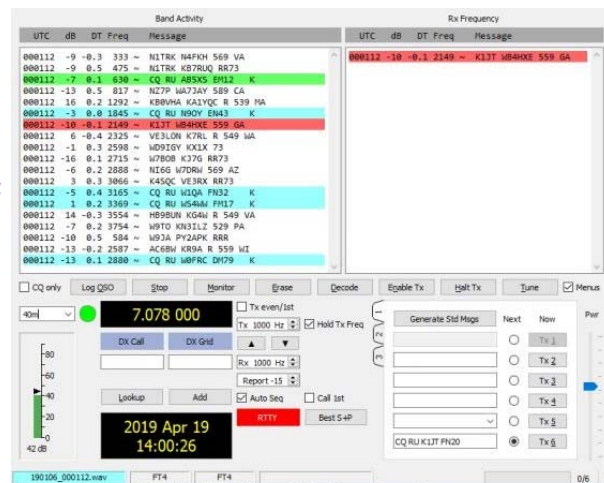 Band Activity
Rx Frequency
UTC dB DT Freq Message
UTC dB DT Freq Message
000112 -9 -0.3 333 ~ N1TRK N4FKH 569 VA
000112 -9 0.5 475 ~ N1TRK KB7RUQ RR73
000112 -7 0.1 630 ~ CQ RU AB5XS EM12 K
000112 -13 0.5 817 ~ NZ7P WA7JAY 589 CA
000112 16 0.2 1292 ~ KB0VHA KA1YQC R 539 MA
000112 -3 0.0 1845 ~ CQ RU N9OY EN43 K
000112 -10 -0.1 2149 ~ K1JT WB4HXE 559 GA
000112 6 -0.4 2325 ~ VE3LON K7RL R 549 WA
000112 -1 0.3 2598 ~ WD9IGY KX1X 73
000112 -16 0.1 2715 ~ W7BOB KJ7G RR73
000112 -6 0.2 2888 ~ NI6G W7DRW 569 AZ
000112 3 0.3 3066 ~ K4SQC VE3RX RR73
000112 -5 0.4 3165 ~ CQ RU W1QA FN32 K
000112 1 0.2 3369 ~ CQ RU WS4WW FM17 K
000112 14 -0.3 3554 ~ HB9BUN KG4W R 549 VA
000112 -7 0.2 3754 ~ W9TO KN3ILZ 529 PA
000112 -10 0.5 584 ~ W9JA PY2APK RRR
000112 -13 -0.2 2587 ~ AC6BW KR9A R 559 WI
000112 -13 0.1 2880 ~ CQ RU W0FRC DM79 K
000112 -10 -0.1 2149 ~ K1JT WB4HXE 559 GA
CQ only Log QSO Stop Monitor Erase Decode Enable Tx Halt Tx Tune Menus
40m
7.078 000
Tx even/1st
Tx 1000 Hz
Hold Tx Freq
DX Call DX Grid
Rx 1000 Hz
Report -15
Lookup Add
Auto Seq
Call 1st
RTTY
Best S+P
2019 Apr 19
14:00:26
-80
-60
-40
-20
-0
42 dB
1
2
3
Generate Std Msgs Next Now Pwr
Tx 1
Tx 2
Tx 3
Tx 4
Tx 5
CQ RU K1JT FN20 Tx 6
190106_000112.wav FT4 FT4 0/6